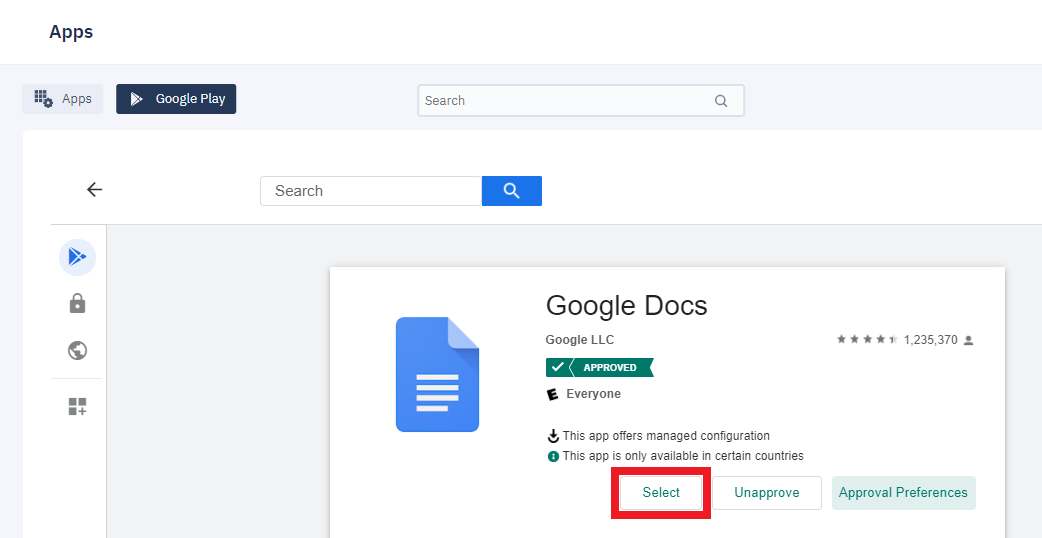 Apps
Apps
Google Play
Search
Search
Google Docs
Google LLC
1,235,370
APPROVED
E Everyone
This app offers managed configuration
This app is only available in certain countries
Select
Unapprove
Approval Preferences